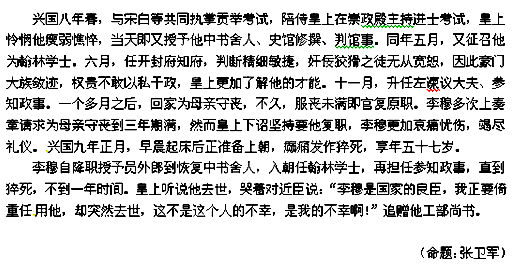 兴国八年春，与宋白等共同执掌贡举考试，陪侍皇上在崇政殿主持进士考试，皇上
怜悯他瘦弱憔悴，当天即又授予他中书舍人、史馆修撰、判馆事。同年五月，又征召他
为翰林学士。六月，任开封府知府，判断精细敏捷，奸佞狡猾之徒无从宽恕，因此豪门
大族敛迹，权贵不敢以私干政，皇上更加了解他的才能。十一月，升任左谏议大夫、参
知政事。一个多月之后，回家为母亲守丧，不久，服丧未满即官复原职。李穆多次上奏
章请求为母亲守丧到三年期满，然而皇上下诏坚持要他复职，李穆更加哀痛忧伤，竭尽
礼仪。兴国九年正月，早晨起床后正准备上朝，癫痫发作猝死，享年五十七岁。
李穆自降职授予员外郎到恢复中书舍人，入朝任翰林学士，再担任参知政事，直到
猝死，不到一年时间。皇上听说他去世，哭着对近臣说：“李穆是国家的良臣，我正要倚
重任用他，却突然去世，这不是这个人的不幸，是我的不幸啊!”追赠他工部尚书。
（命题:张卫军）